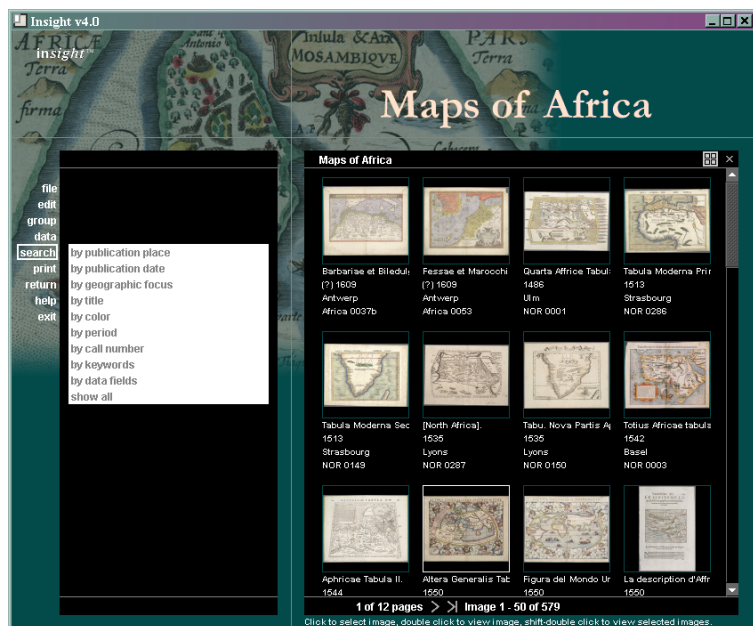 Insight v4.0
insight™
AFRICÆ
Terra
firma
Sant
Antonio
Insula & Arx
MOSAMBIQVE
PARS
Terre
Maps of Africa
file
edit
group
data
search
print
return
help
exit
by publication place
by publication date
by geographic focus
by title
by color
by period
by call number
by keywords
by data fields
show all
Maps of Africa
Barbariae et Biledulg
(?) 1609
Antwerp
Africa 0037b
Fessae et Marocchi
(?) 1609
Antwerp
Africa 0053
Quarta Affrice Tabul
1486
Ulm
NOR 0001
Tabula Moderna Prir
1513
Strasbourg
NOR 0286
Tabula Moderna Sec
1513
Strasbourg
NOR 0149
[North Africa].
1535
Lyons
NOR 0287
Tabu. Nova Partis A
1535
Lyons
NOR 0150
Totius Africae tabula
1542
Basel
NOR 0003
Aphricae Tabula II.
1544
Altera Generalis Tab
1550
Figura del Mondo Ur
1550
La description d'Affr
1550
1 of 12 pages
Image 1 - 50 of 579
Click to select image, double click to view image, shift-double click to view selected images.